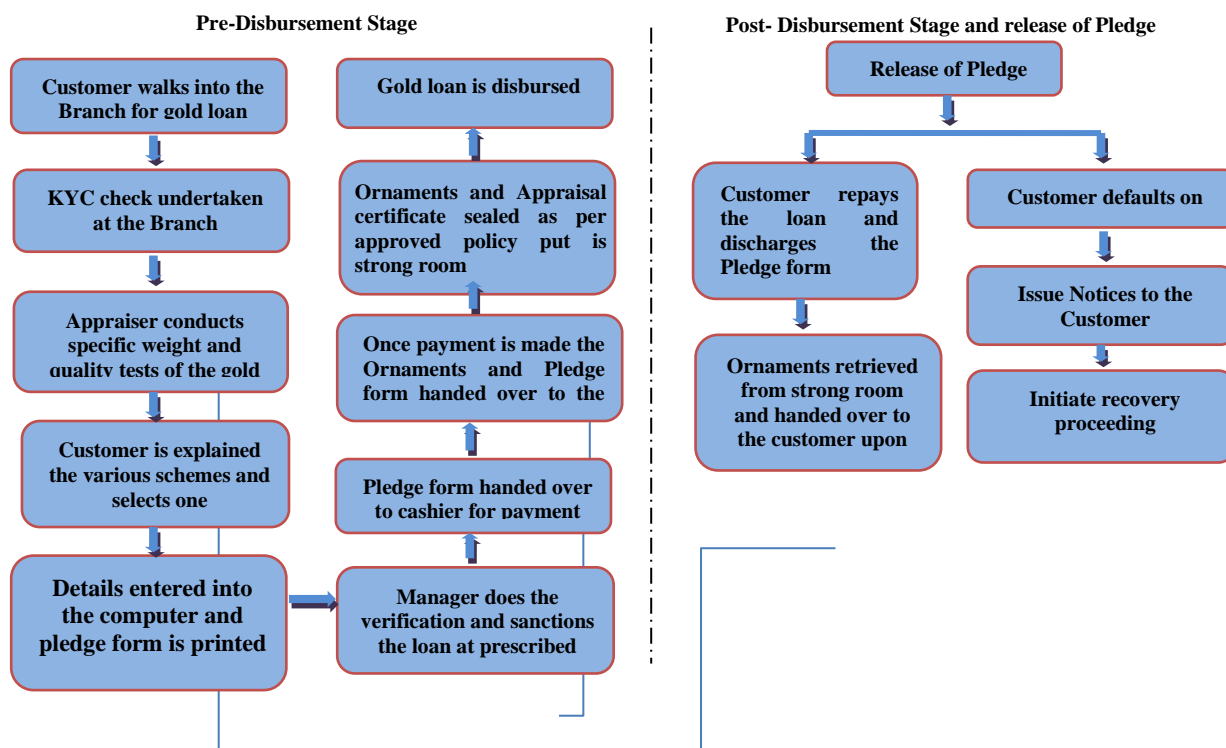 Pre-Disbursement Stage
Customer walks into the
Branch for gold loan
KYC check undertaken
at the Branch
Appraiser conducts
specific weight and
quality tests of the gold
Customer is explained
the various schemes and
selects one
Details entered into
the computer and
pledge form is printed
Manager does the
verification and sanctions
the loan at prescribed
Pledge form handed over
to cashier for payment
Once payment is made the
Ornaments and Pledge
form handed over to the
Ornaments and Appraisal
certificate sealed as per
approved policy put is
strong room
Gold loan is disbursed
Post- Disbursement Stage and release of Pledge
Release of Pledge
Customer repays
the loan and
discharges the
Pledge form
Ornaments retrieved
from strong room
and handed over to
the customer upon
Customer defaults on
Issue Notices to the
Customer
Initiate recovery
proceeding